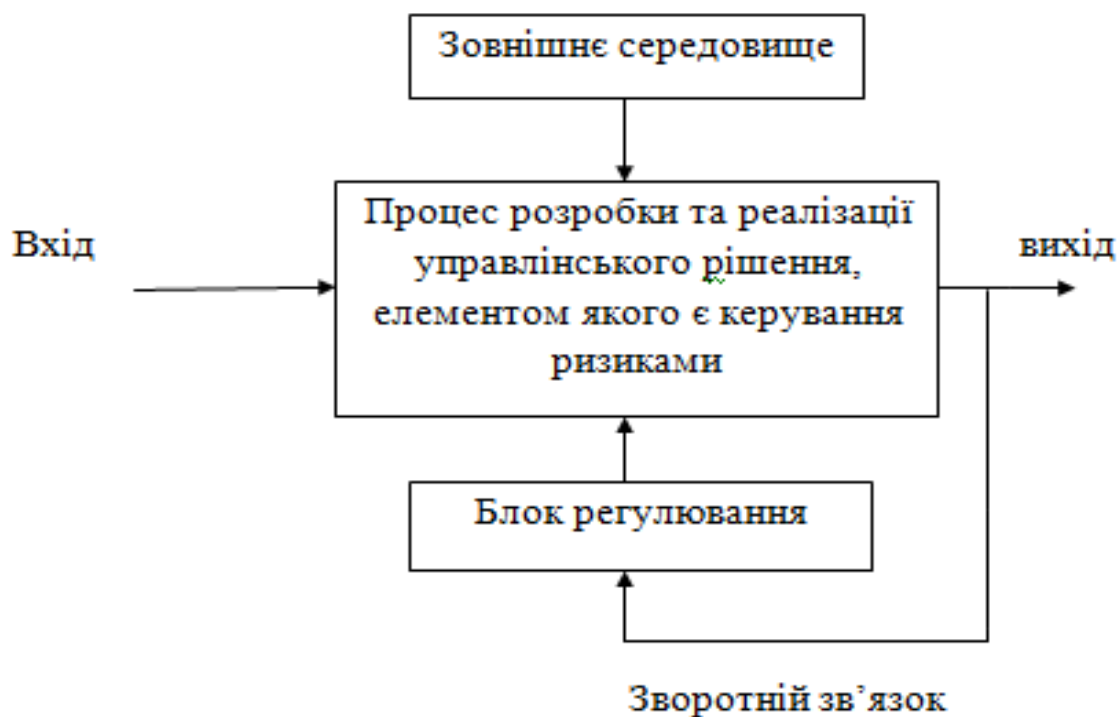 Зовнішнє середовище
Процес розробки та реалізації
Вхід
вихід
управлінського рішення,
елементом якого є керування
ризиками
Блок регулювання
Зворотній зв’язок